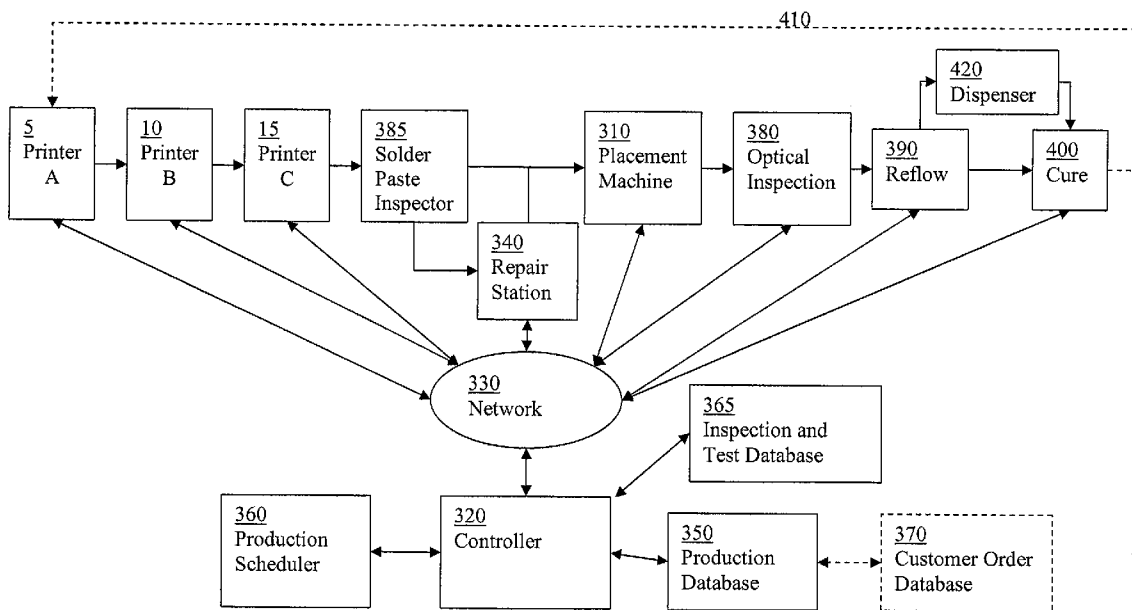 410
420
Dispenser
5
Printer
A
10
Printer
B
15
Printer
C
385
Solder
Paste
Inspector
310
Placement
Machine
380
Optical
Inspection
390
Reflow
400
Cure
340
Repair
Station
330
Network
365
Inspection and
Test Database
360
Production
Scheduler
320
Controller
350
Production
Database
370
Customer Order
Database